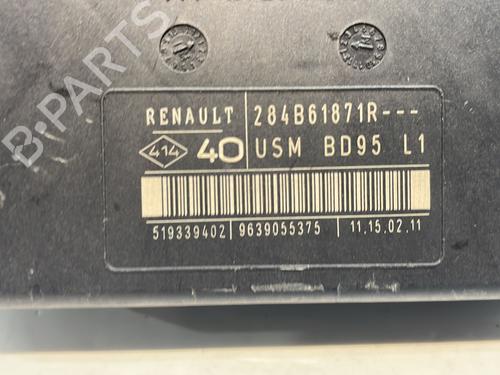 RENAULT 284B61871R---
414 40 USM BD95 L1
519339402 9639055375 11.15.02.11
B-PARTS